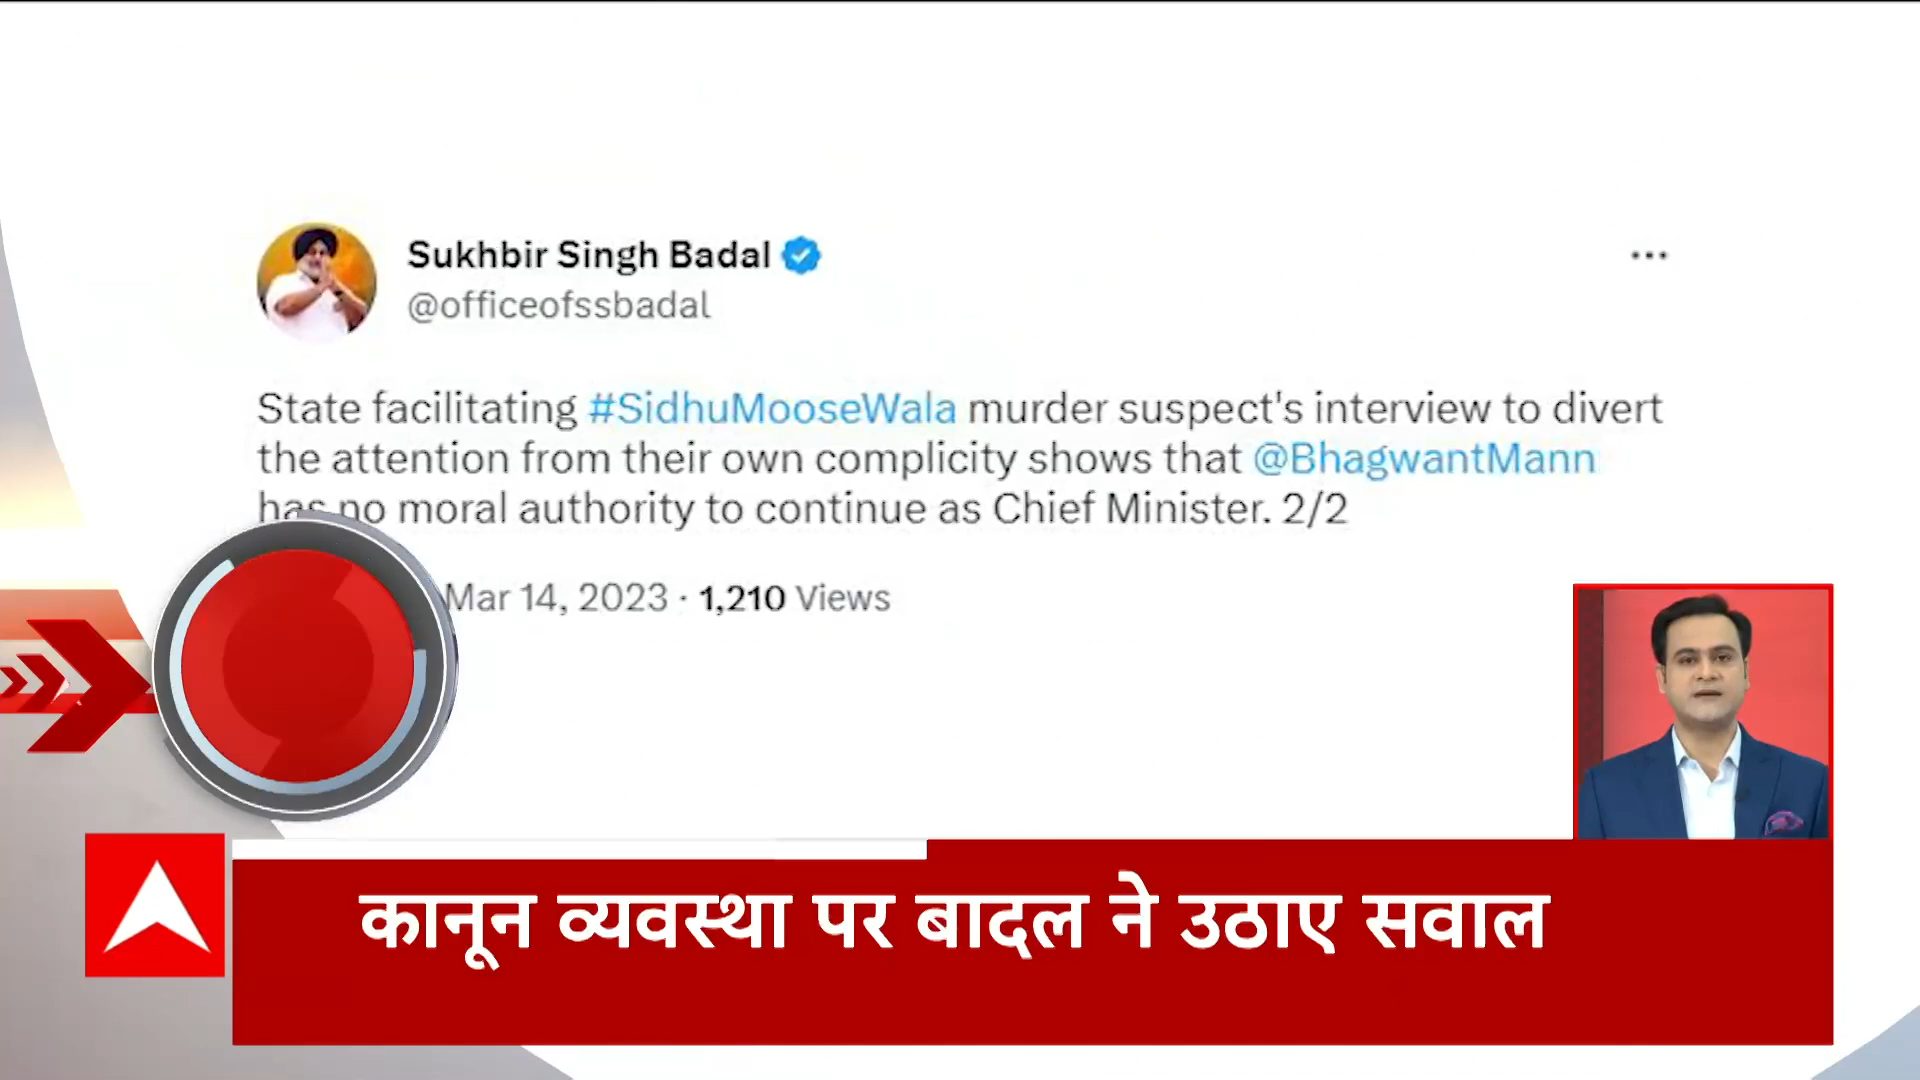 Sukhbir Singh Badal
@officeofssbadal
State facilitating #SidhuMooseWala murder suspect's interview to divert
the attention from their own complicity shows that @BhagwantMann
has no moral authority to continue as Chief Minister. 2/2
Mar 14, 2023 · 1,210 Views
कानून व्यवस्था पर बादल ने उठाए सवाल